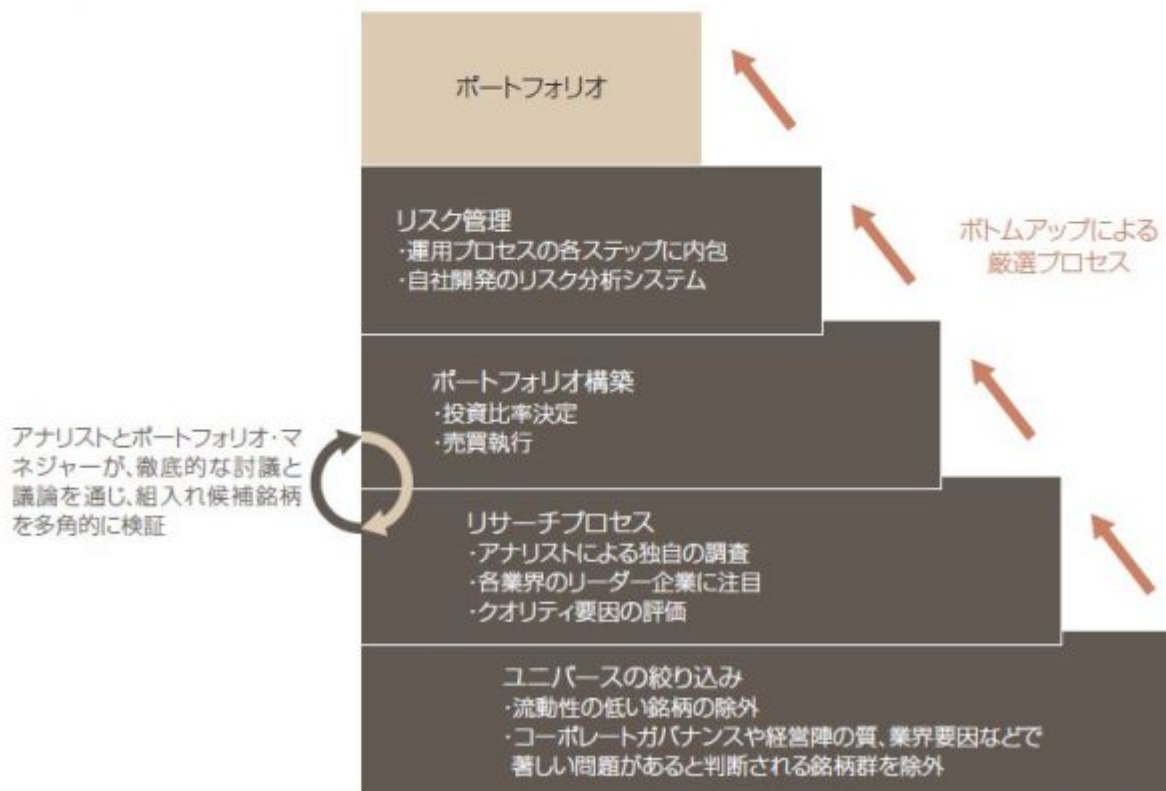 ポートフォリオ
リスク管理
・運用プロセスの各ステップに内包
・自社開発のリスク分析システム
ボトムアップによる
厳選プロセス
ポートフォリオ構築
・投資比率決定
・売買執行
アナリストとポートフォリオ・マ
ネジャーが、徹底的な討議と
議論を通じ、組入れ候補銘柄
を多角的に検証
リサーチプロセス
・アナリストによる独自の調査
・各業界のリーダー企業に注目
・クオリティ要因の評価
ユニバースの絞り込み
・流動性の低い銘柄の除外
・コーポレートガバナンスや経営陣の質、業界要因などで
著しい問題があると判断される銘柄群を除外